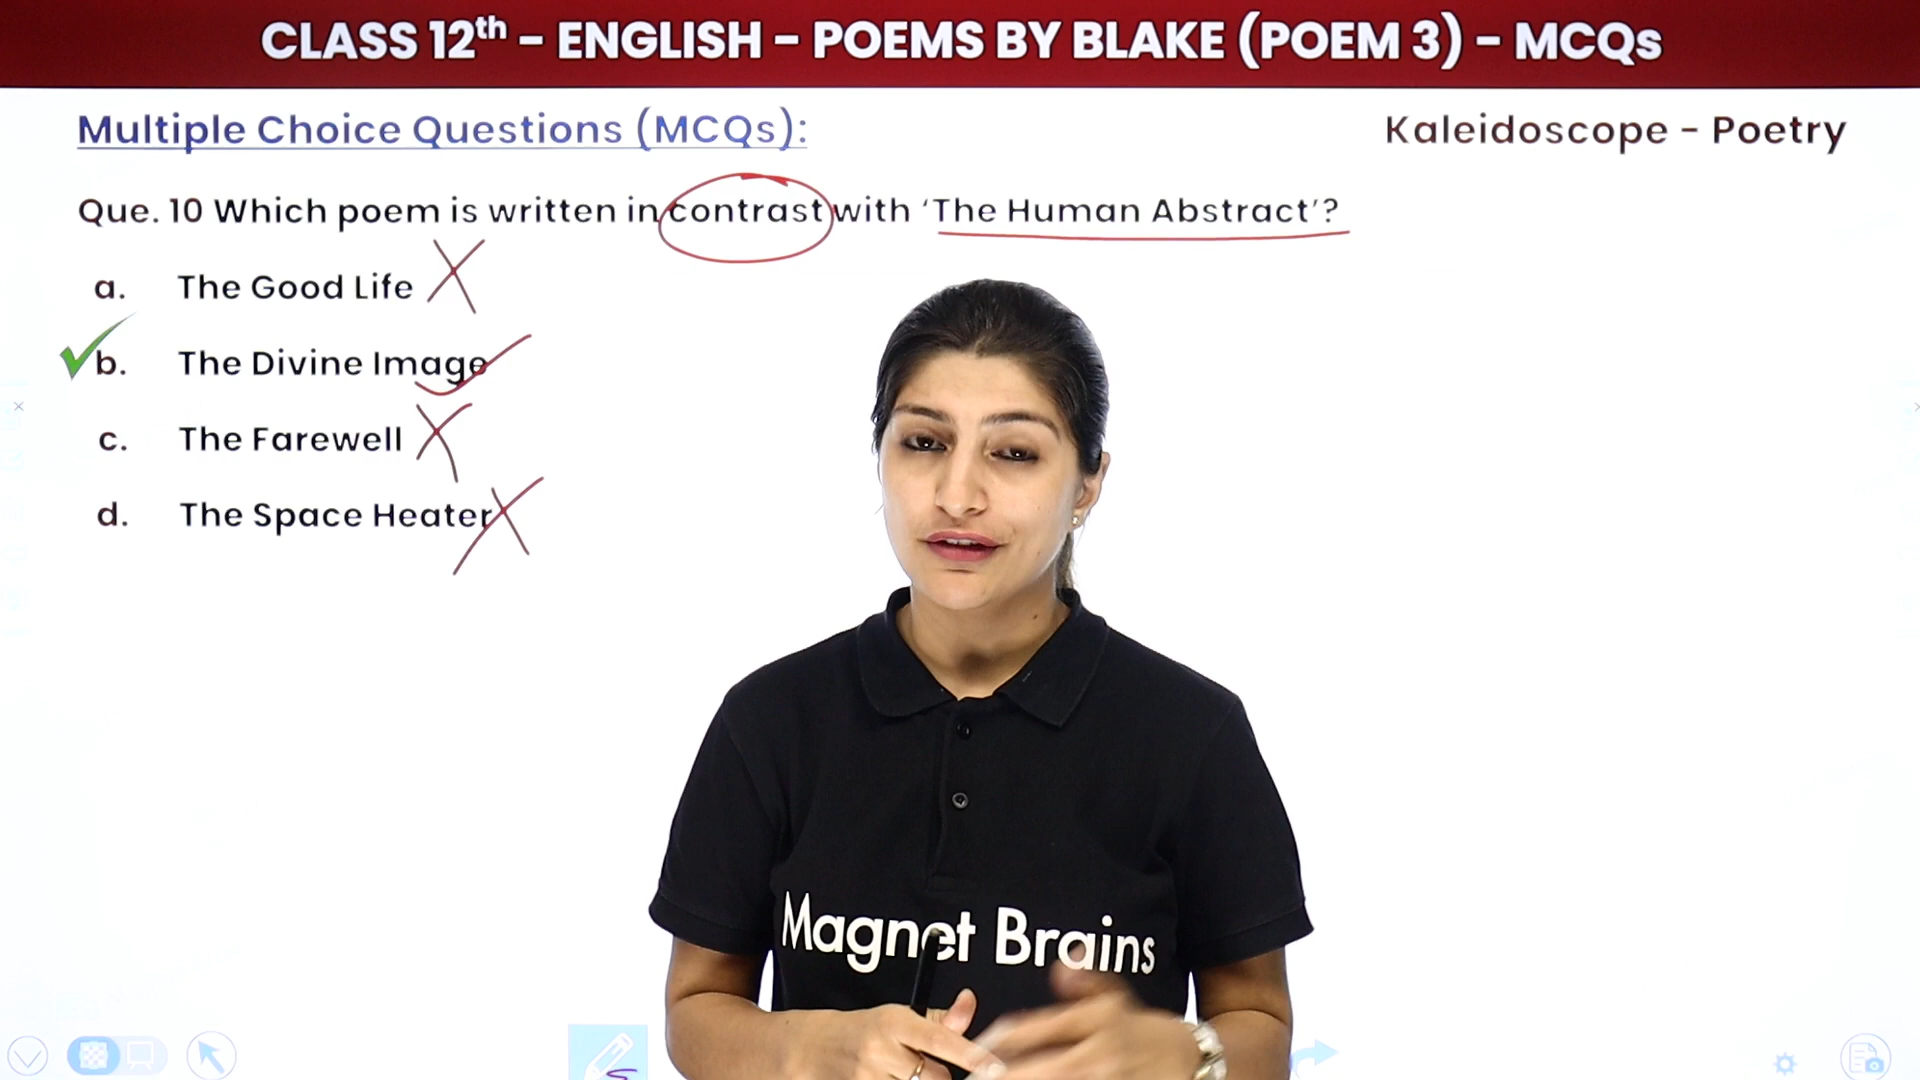 CLASS 12th - ENGLISH - POEMS BY BLAKE (POEM 3) - MCQs
Multiple Choice Questions (MCQs):
Kaleidoscope - Poetry
Que. 10 Which poem is written in contrast with ‘The Human Abstract’?
a. The Good Life
b. The Divine Image
c. The Farewell
d. The Space Heater
Magnet Brains